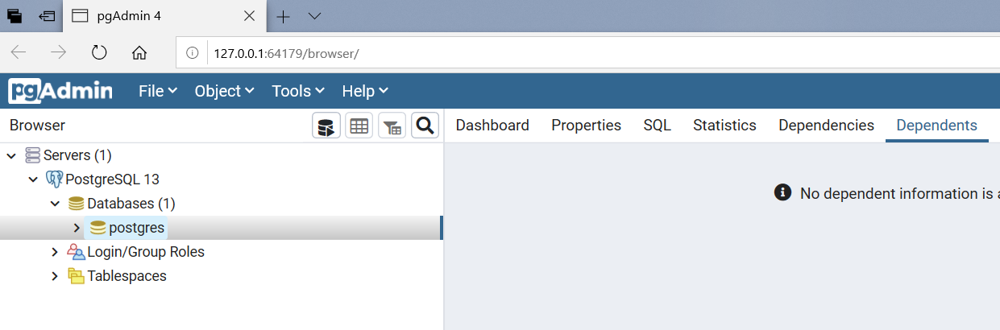 pgAdmin 4
127.0.0.1:64179/browser/
pgAdmin File Object Tools Help
Browser
Dashboard Properties SQL Statistics Dependencies Dependents
Servers (1)
PostgreSQL 13
Databases (1)
postgres
Login/Group Roles
Tablespaces
No dependent information is